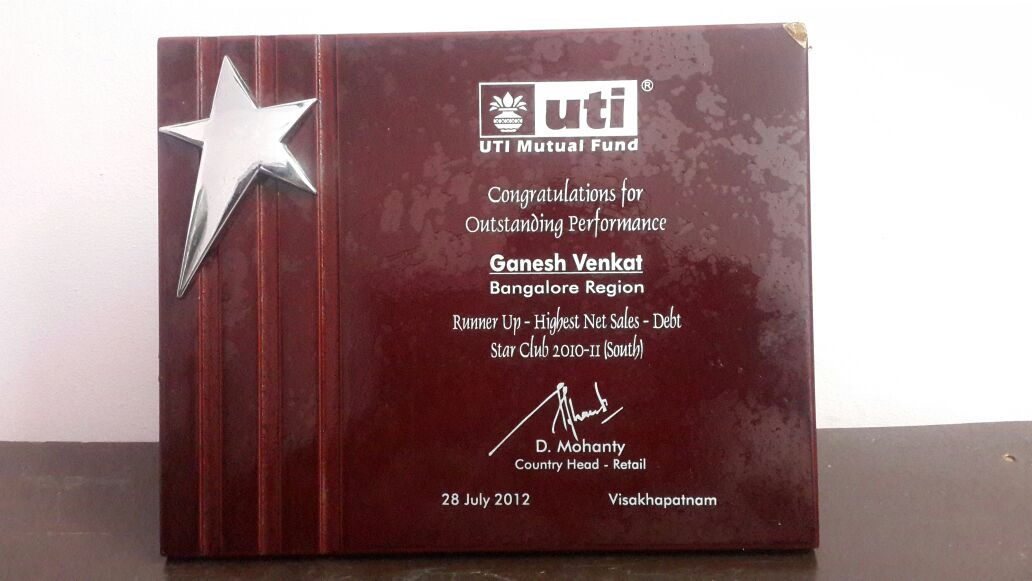 uti®
UTI Mutual Fund
Congratulations for
Outstanding Performance
Ganesh Venkat
Bangalore Region
Runner Up - Highest Net Sales - Debt
Star Club 2010-11 (South)
D. Mohanty
Country Head - Retail
28 July 2012 Visakhapatnam